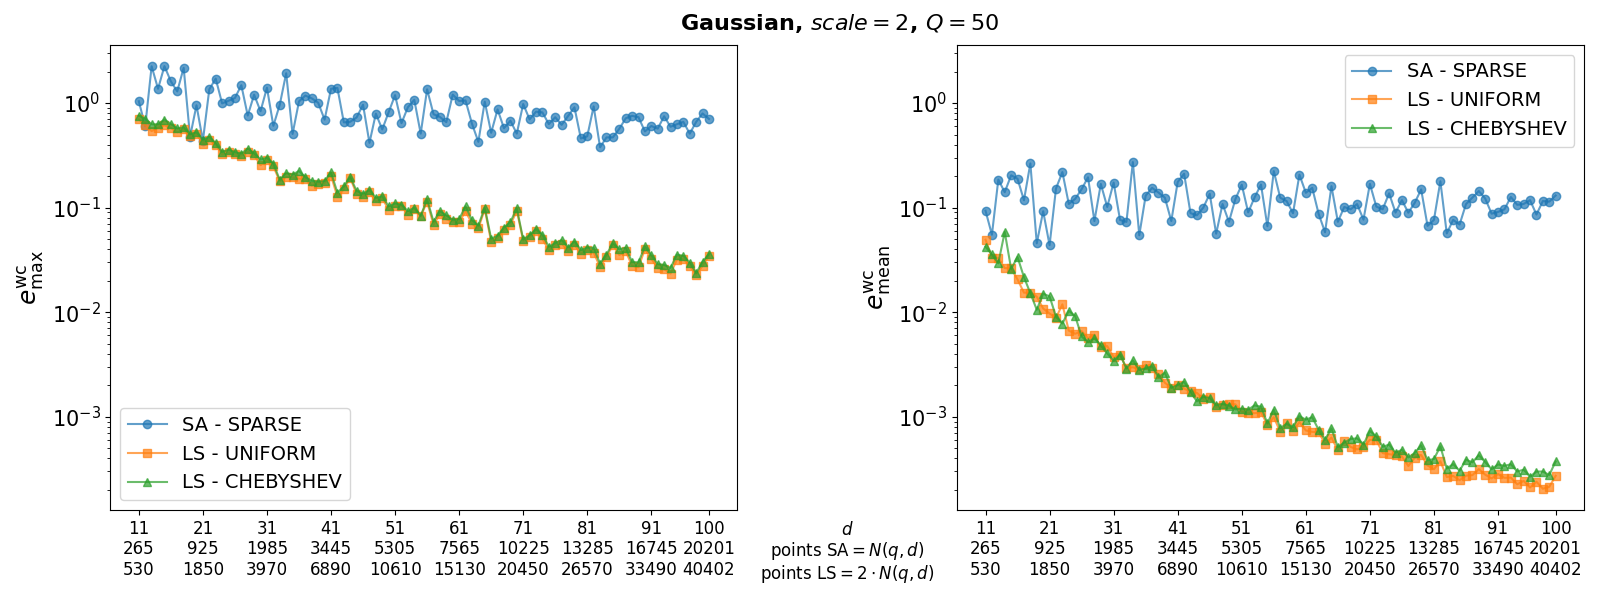 Gaussian, scale = 2, Q = 50
10⁰
10⁻¹
10⁻²
10⁻³
e^wc_max
SA - SPARSE
LS - UNIFORM
LS - CHEBYSHEV
11 21 31 41 51 61 71 81 91 100
265 925 1985 3445 5305 7565 10225 13285 16745 20201
530 1850 3970 6890 10610 15130 20450 26570 33490 40402
d
points SA = N(q, d)
points LS = 2 · N(q, d)
10⁰
10⁻¹
10⁻²
10⁻³
e^wc_mean
SA - SPARSE
LS - UNIFORM
LS - CHEBYSHEV
11 21 31 41 51 61 71 81 91 100
265 925 1985 3445 5305 7565 10225 13285 16745 20201
530 1850 3970 6890 10610 15130 20450 26570 33490 40402